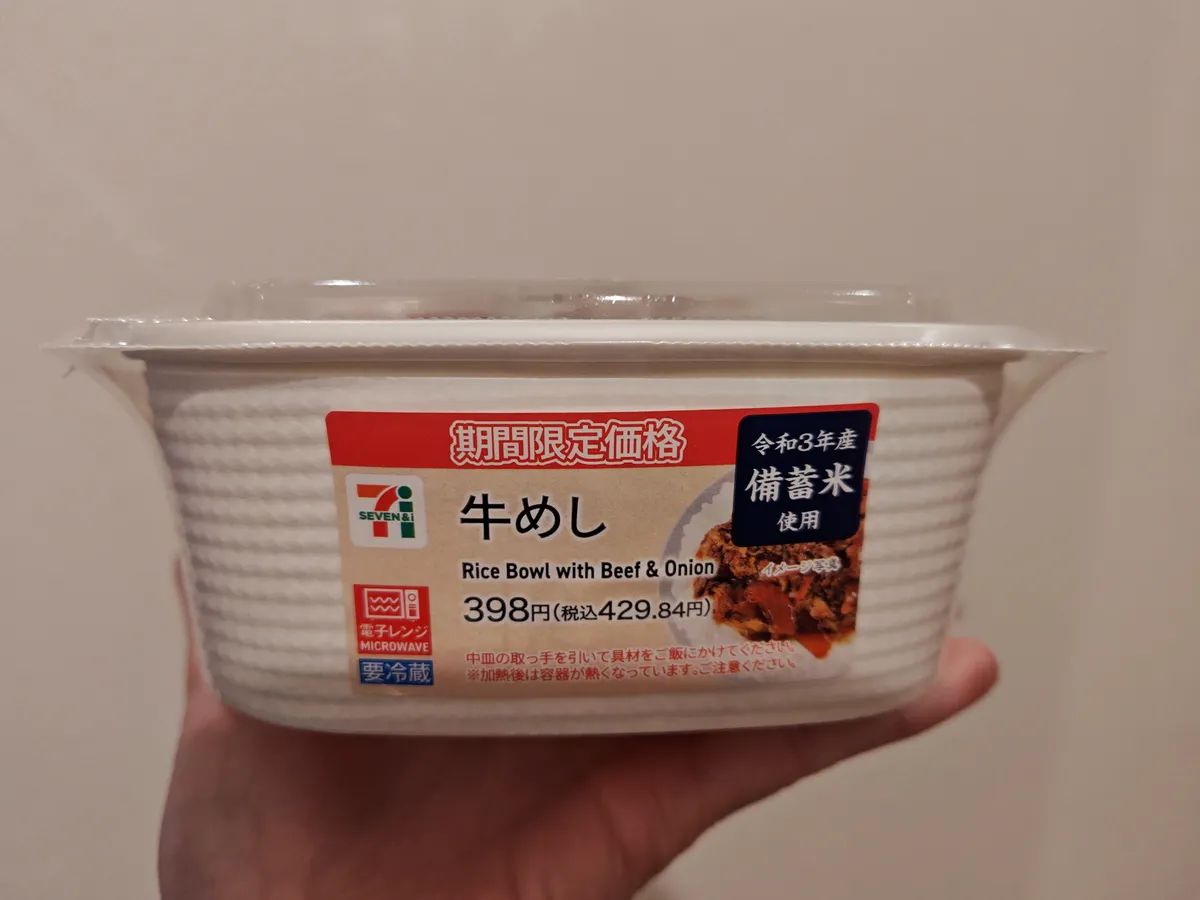 期間限定価格
令和3年産
備蓄米
使用
SEVEN&i
牛めし
Rice Bowl with Beef & Onion
イメージ写真
398円(税込429.84円)
電子レンジ
MICROWAVE
要冷蔵
中皿の取っ手を引いて具材をご飯にかけてください。
※加熱後は容器が熱くなっています。ご注意ください。